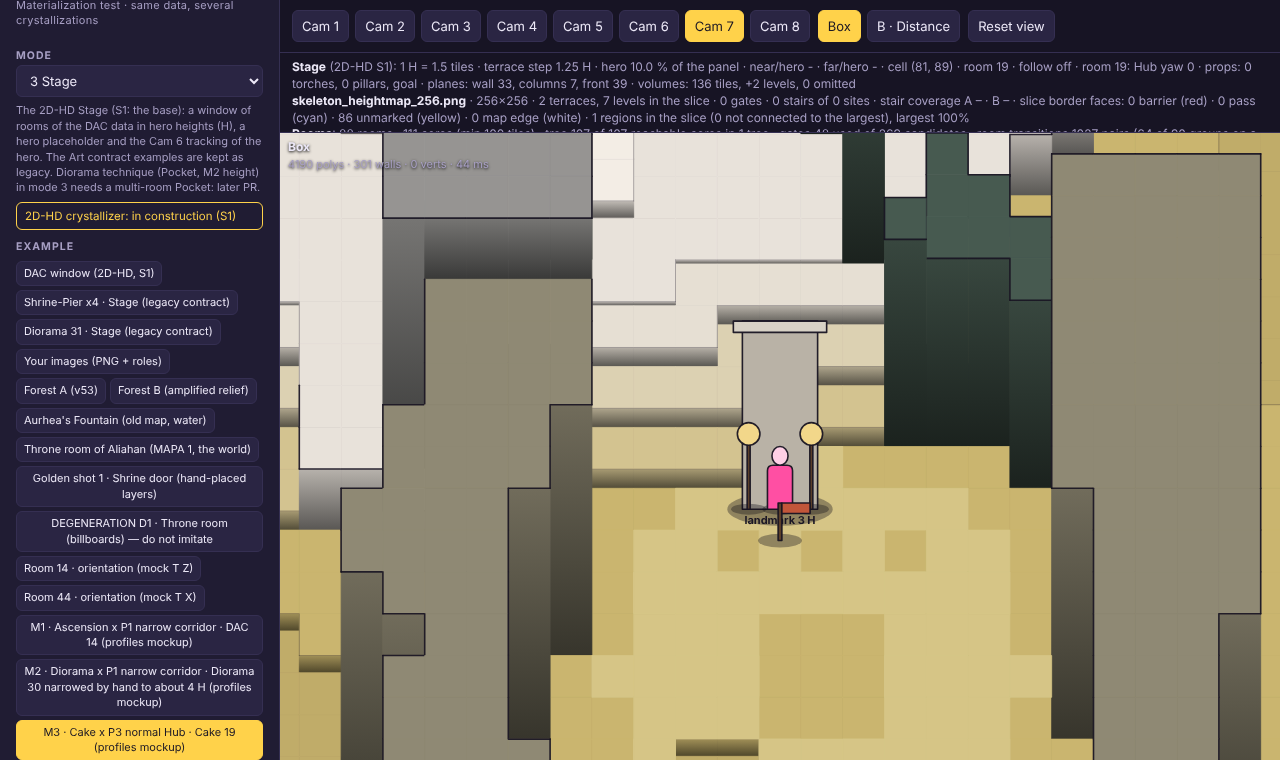 Materialization test · same data, several
crystallizations
MODE
3 Stage
The 2D-HD Stage (S1: the base): a window of
rooms of the DAC data in hero heights (H), a
hero placeholder and the Cam 6 tracking of the
hero. The Art contract examples are kept as
legacy. Diorama technique (Pocket, M2 height)
in mode 3 needs a multi-room Pocket: later PR.
2D-HD crystallizer: in construction (S1)
EXAMPLE
DAC window (2D-HD, S1)
Shrine-Pier x4 · Stage (legacy contract)
Diorama 31 · Stage (legacy contract)
Your images (PNG + roles)
Forest A (v53)
Forest B (amplified relief)
Aurhea's Fountain (old map, water)
Throne room of Aliahan (MAPA 1, the world)
Golden shot 1 · Shrine door (hand-placed
layers)
DEGENERATION D1 · Throne room
(billboards) — do not imitate
Room 14 · orientation (mock T Z)
Room 44 · orientation (mock T X)
M1 · Ascension x P1 narrow corridor · DAC
14 (profiles mockup)
M2 · Diorama x P1 narrow corridor · Diorama
30 narrowed by hand to about 4 H (profiles
mockup)
M3 · Cake x P3 normal Hub · Cake 19
(profiles mockup)
Cam 1
Cam 2
Cam 3
Cam 4
Cam 5
Cam 6
Cam 7
Cam 8
Box
B · Distance
Reset view
Stage (2D-HD S1): 1 H = 1.5 tiles · terrace step 1.25 H · hero 10.0 % of the panel · near/hero - · far/hero - · cell (81, 89) · room 19 · follow off · room 19: Hub yaw 0 · props: 0
torches, 0 pillars, goal · planes: wall 33, columns 7, front 39 · volumes: 136 tiles, +2 levels, 0 omitted
skeleton_heightmap_256.png · 256×256 · 2 terraces, 7 levels in the slice · 0 gates · 0 stairs of 0 sites · stair coverage A – · B – · slice border faces: 0 barrier (red) · 0 pass
(cyan) · 86 unmarked (yellow) · 0 map edge (white) · 1 regions in the slice (0 not connected to the largest), largest 100%
Box
4190 polys · 301 walls · 0 verts · 44 ms
landmark 3 H